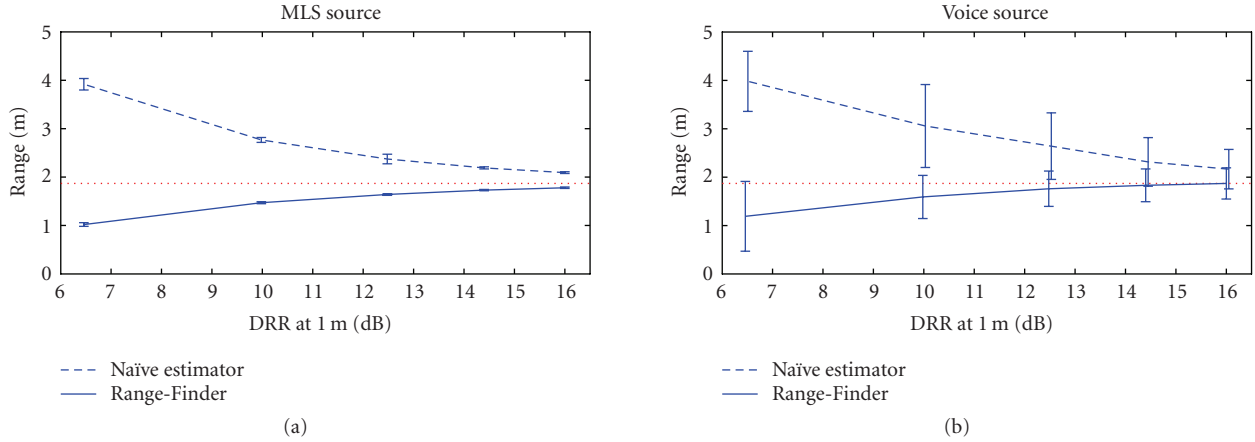 MLS source
5
4
3
2
1
0
Range (m)
6 7 8 9 10 11 12 13 14 15 16
DRR at 1 m (dB)
Naïve estimator
Range-Finder
(a)
Voice source
5
4
3
2
1
0
Range (m)
6 7 8 9 10 11 12 13 14 15 16
DRR at 1 m (dB)
Naïve estimator
Range-Finder
(b)